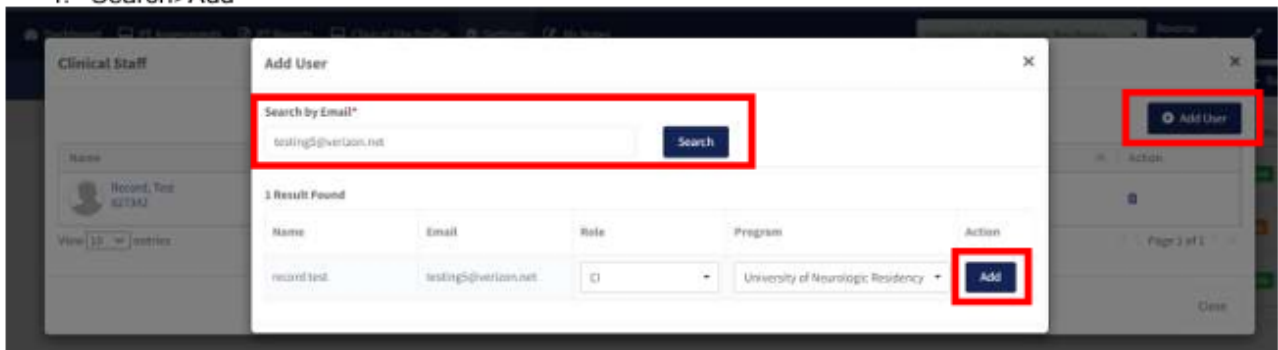 Search> Add
Clinical Staff
Add User
Search by Email*
testing5@verizon.net
Search
Add User
Name
Action
Record, Test
827342
View 10 entries
Page 1 of 1
1 Result Found
Name Email Role Program Action
record test testing5@verizon.net CI University of Neurologic Residency Add
Close